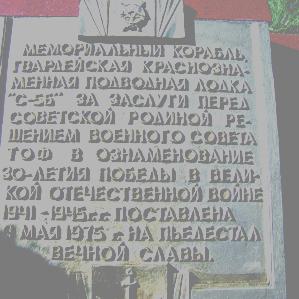 МЕМОРИАЛЬНЫЙ КОРАБЛЬ,
ГВАРДЕЙСКАЯ КРАСНОЗНА-
МЕННАЯ ПОДВОДНАЯ ЛОДКА
"С-56" ЗА ЗАСЛУГИ ПЕРЕД
СОВЕТСКОЙ РОДИНОЙ РЕ-
ШЕНИЕМ ВОЕННОГО СОВЕТА
ТОФ В ОЗНАМЕНОВАНИЕ
30-ЛЕТИЯ ПОБЕДЫ В ВЕЛИ-
КОЙ ОТЕЧЕСТВЕННОЙ ВОЙНЕ
1941-1945г.г. ПОСТАВЛЕНА
9 МАЯ 1975 г. НА ПЬЕДЕСТАЛ
ВЕЧНОЙ СЛАВЫ.